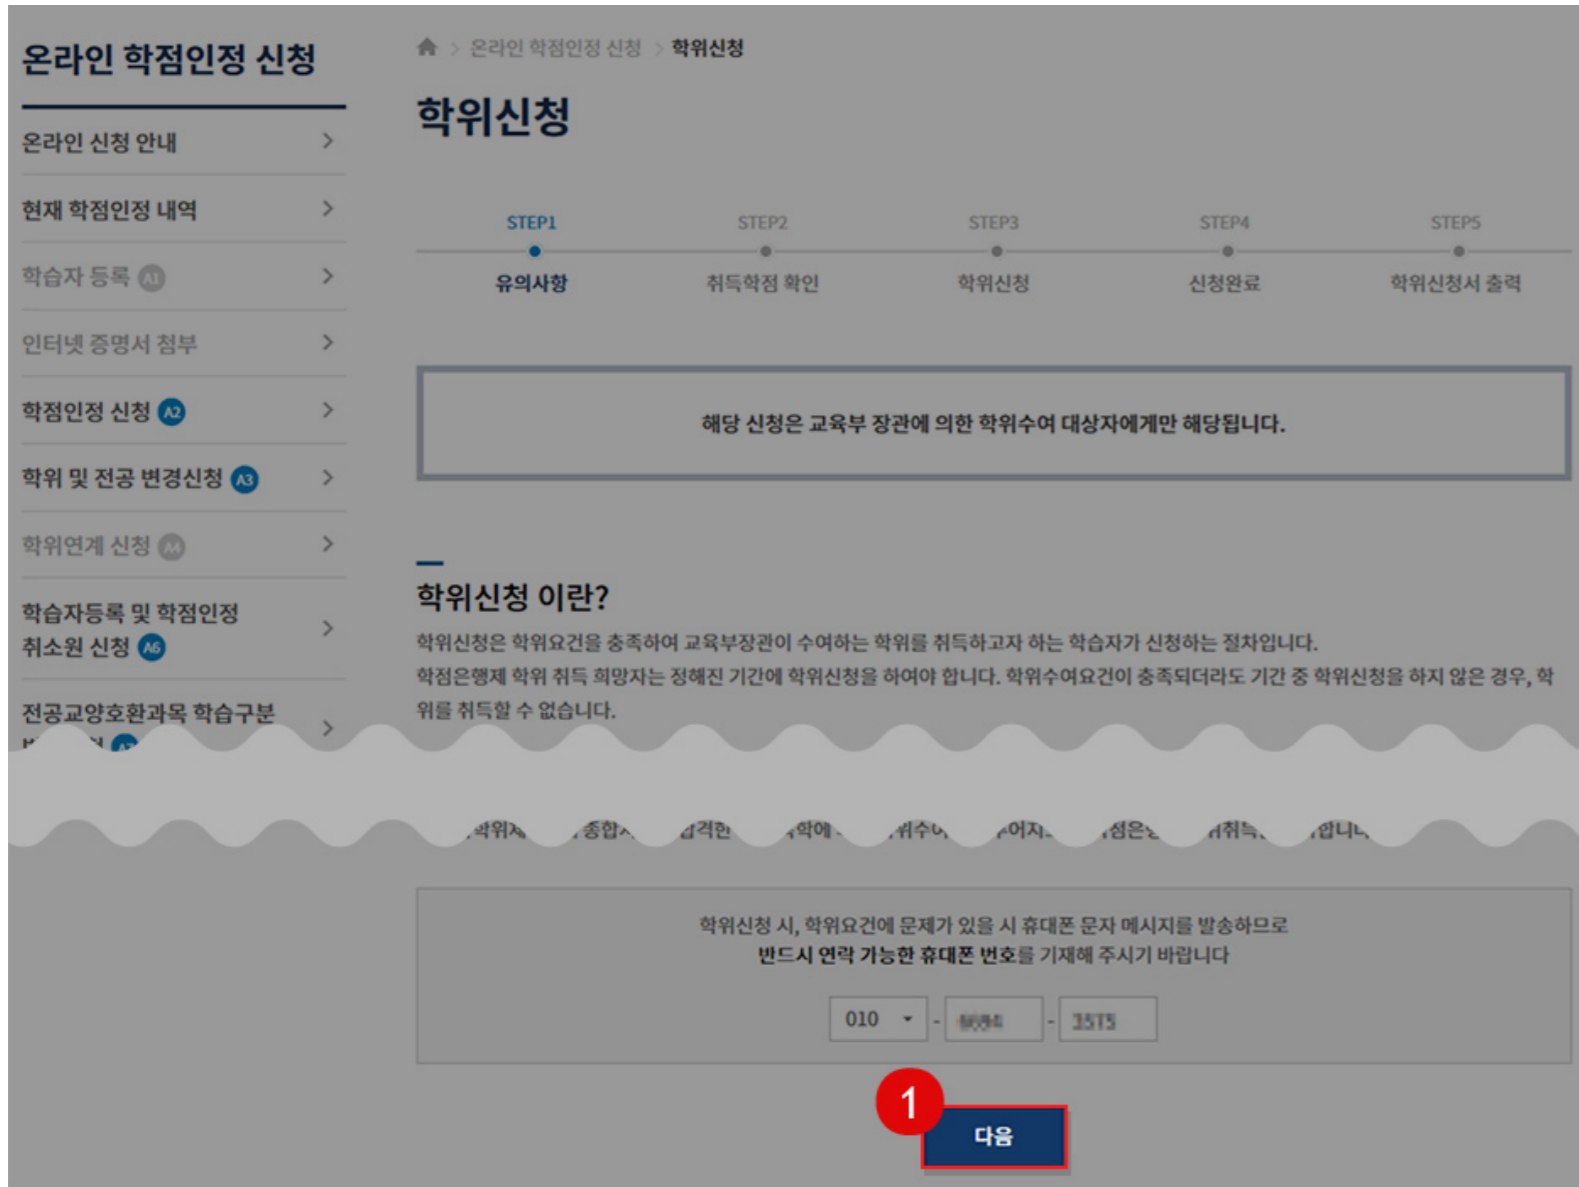 온라인 학점인정 신청
온라인 신청 안내
현재 학점인정 내역
학습자 등록 A1
인터넷 증명서 첨부
학점인정 신청 A2
학위 및 전공 변경신청 A3
학위연계 신청 A4
학습자등록 및 학점인정
취소원 신청 A6
전공교양호환과목 학습구분
> 온라인 학점인정 신청 > 학위신청
학위신청
STEP1 STEP2 STEP3 STEP4 STEP5
유의사항 취득학점 확인 학위신청 신청완료 학위신청서 출력
해당 신청은 교육부 장관에 의한 학위수여 대상자에게만 해당됩니다.
학위신청 이란?
학위신청은 학위요건을 충족하여 교육부장관이 수여하는 학위를 취득하고자 하는 학습자가 신청하는 절차입니다.
학점은행제 학위 취득 희망자는 정해진 기간에 학위신청을 하여야 합니다. 학위수여요건이 충족되더라도 기간 중 학위신청을 하지 않은 경우, 학
위를 취득할 수 없습니다.
학위신청 시, 학위요건에 문제가 있을 시 휴대폰 문자 메시지를 발송하므로
반드시 연락 가능한 휴대폰 번호를 기재해 주시기 바랍니다
010 - -
1
다음